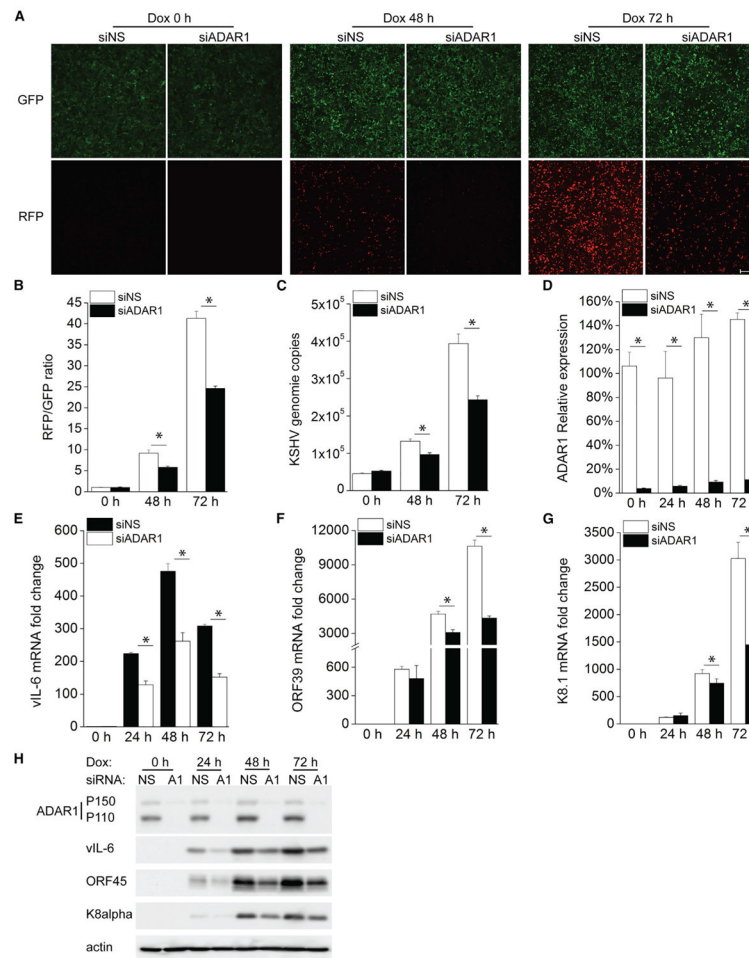 A
Dox 0 h
Dox 48 h
Dox 72 h
siNS siADAR1
siNS siADAR1
siNS siADAR1
GFP
RFP
B
siNS
siADAR1
RFP/GFP ratio
45
40
35
30
25
20
15
10
5
0
*
*
0 h 48 h 72 h
C
siNS
siADAR1
KSHV genomie copies
5x10⁵
4x10⁵
3x10⁵
2x10⁵
1x10⁵
0
*
*
0 h 48 h 72 h
D
siNS
siADAR1
ADAR1 Relative expression
160%
140%
120%
100%
80%
60%
40%
20%
0%
*
*
*
*
0 h 24 h 48 h 72
E
siNS
siADAR1
vIL-6 mRNA fold change
600
500
400
300
200
100
0
*
*
*
0 h 24 h 48 h 72 h
F
siNS
siADAR1
ORF39 mRNA fold change
12000
9000
6000
3000
600
300
0
*
*
0 h 24 h 48 h 72 h
G
siNS
siADAR1
K8.1 mRNA fold change
3500
3000
2500
2000
1500
1000
500
0
*
*
0 h 24 h 48 h 72
H
Dox: 0 h 24 h 48 h 72 h
siRNA: NS A1 NS A1 NS A1 NS A1
ADAR1
P150
P110
vIL-6
ORF45
K8alpha
actin